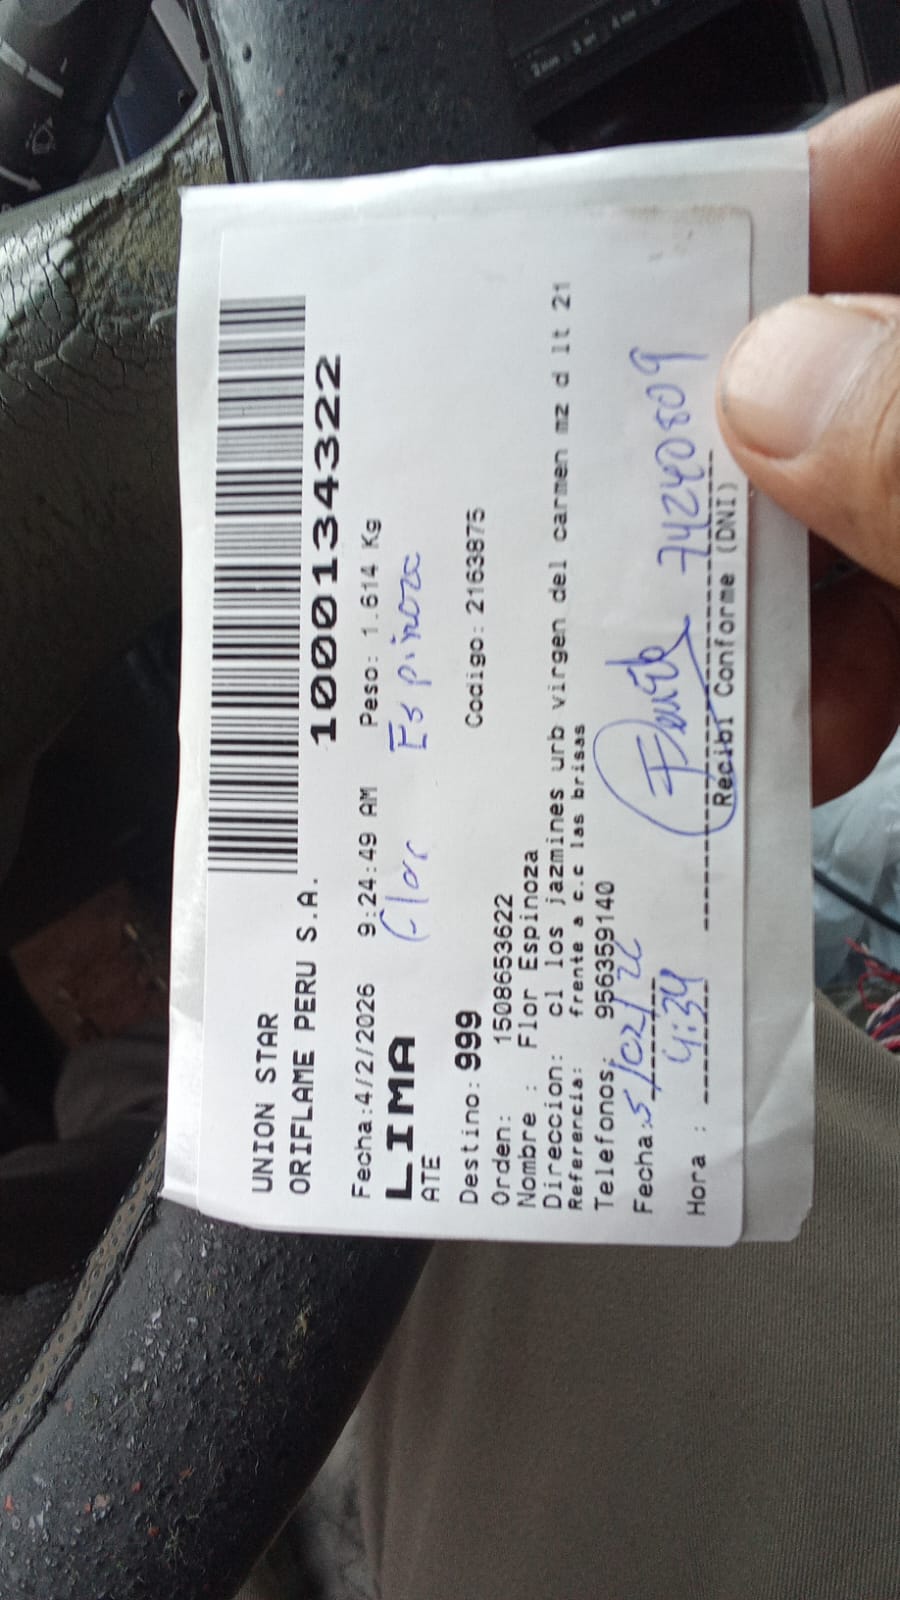 UNION STAR
ORIFLAME PERU S.A.
1000134322
Fecha:4/2/2026 9:24:49 AM Peso: 1.614 Kg
LIMA
Flor Espinoza
ATE
Destino: 999 Codigo: 2163875
Orden: 1508653622
Nombre : Flor Espinoza
Direccion: cl los jazmines urb virgen del carmen mz d lt 21
Referencia: frente a c.c las brisas
Telefonos: 956359140
Fecha: 5/02/26
Hora : 4:34
74240809
Recibi Conforme (DNI)